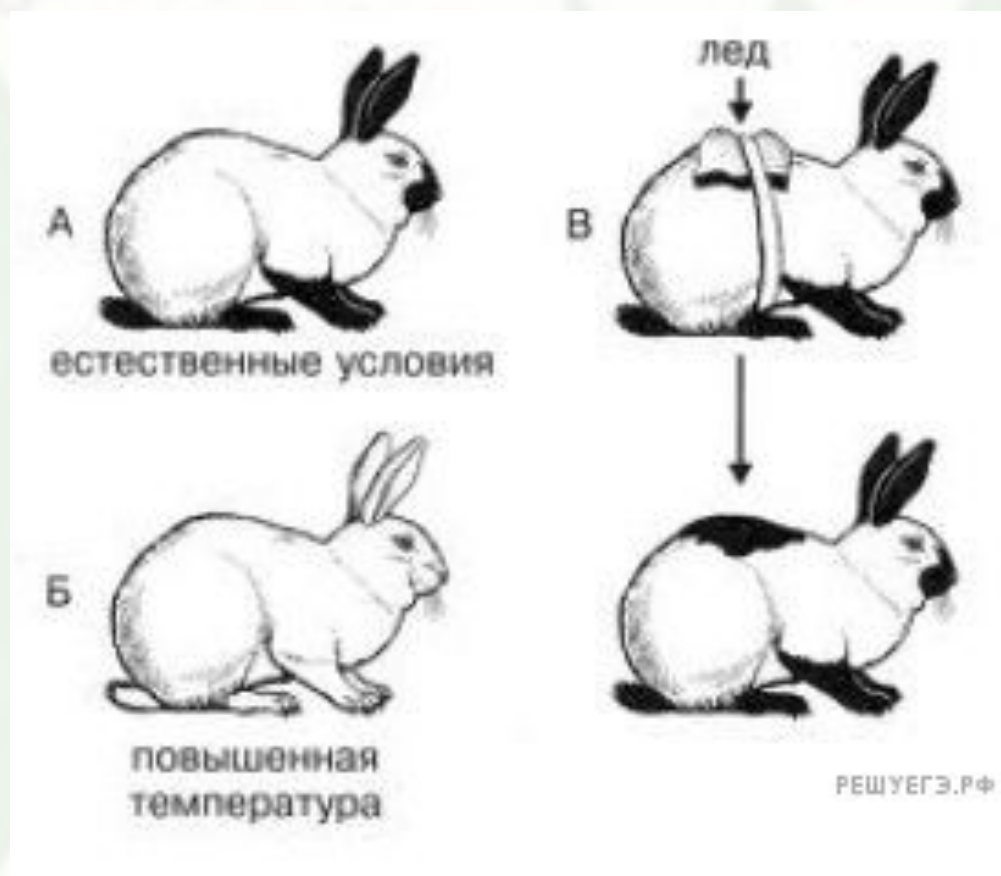 А
естественные условия
Б
повышенная
температура
лед
В
РЕШУЕГЭ.РФ